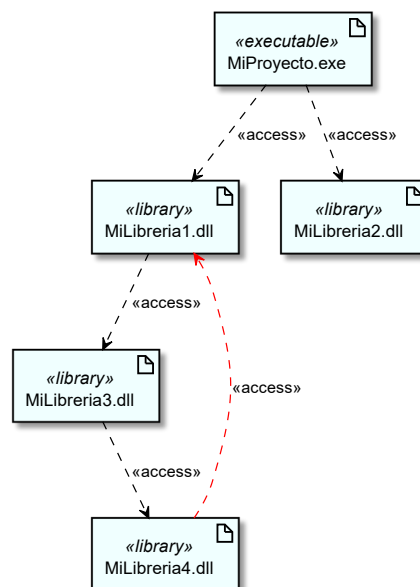 «executable»
MiProyecto.exe
«access»
«access»
«library»
MiLibreria1.dll
«library»
MiLibreria2.dll
«access»
«library»
MiLibreria3.dll
«access»
«access»
«library»
MiLibreria4.dll